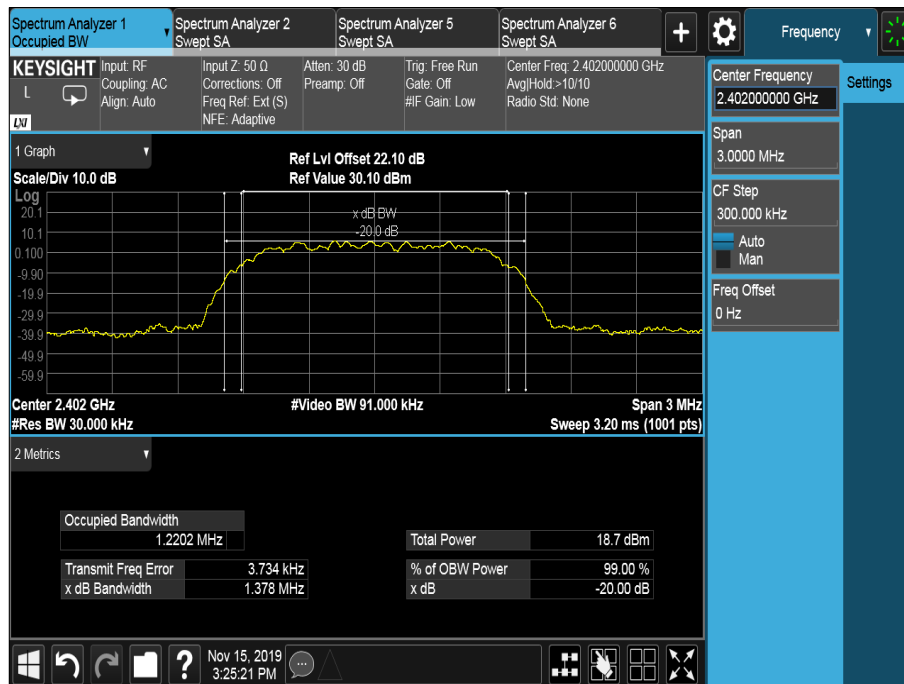 Spectrum Analyzer 1
Occupied BW
Spectrum Analyzer 2
Swept SA
Spectrum Analyzer 5
Swept SA
Spectrum Analyzer 6
Swept SA
+
Frequency
KEYSIGHT
L
LXI
Input: RF
Coupling: AC
Align: Auto
Input Z: 50 Ω
Corrections: Off
Freq Ref: Ext (S)
NFE: Adaptive
Atten: 30 dB
Preamp: Off
Trig: Free Run
Gate: Off
#IF Gain: Low
Center Freq: 2.402000000 GHz
Avg|Hold:>10/10
Radio Std: None
Center Frequency
2.402000000 GHz
Settings
Span
3.0000 MHz
CF Step
300.000 kHz
Auto
Man
Freq Offset
0 Hz
1 Graph
Scale/Div 10.0 dB
Ref Lvl Offset 22.10 dB
Ref Value 30.10 dBm
Log
20.1
10.1
0.100
-9.90
-19.9
-29.9
-39.9
-49.9
-59.9
x dB BW
-20.0 dB
Center 2.402 GHz
#Video BW 91.000 kHz
Span 3 MHz
#Res BW 30.000 kHz
Sweep 3.20 ms (1001 pts)
2 Metrics
Occupied Bandwidth
1.2202 MHz
Total Power 18.7 dBm
Transmit Freq Error 3.734 kHz
% of OBW Power 99.00 %
x dB Bandwidth 1.378 MHz
x dB -20.00 dB
?
Nov 15, 2019
3:25:21 PM